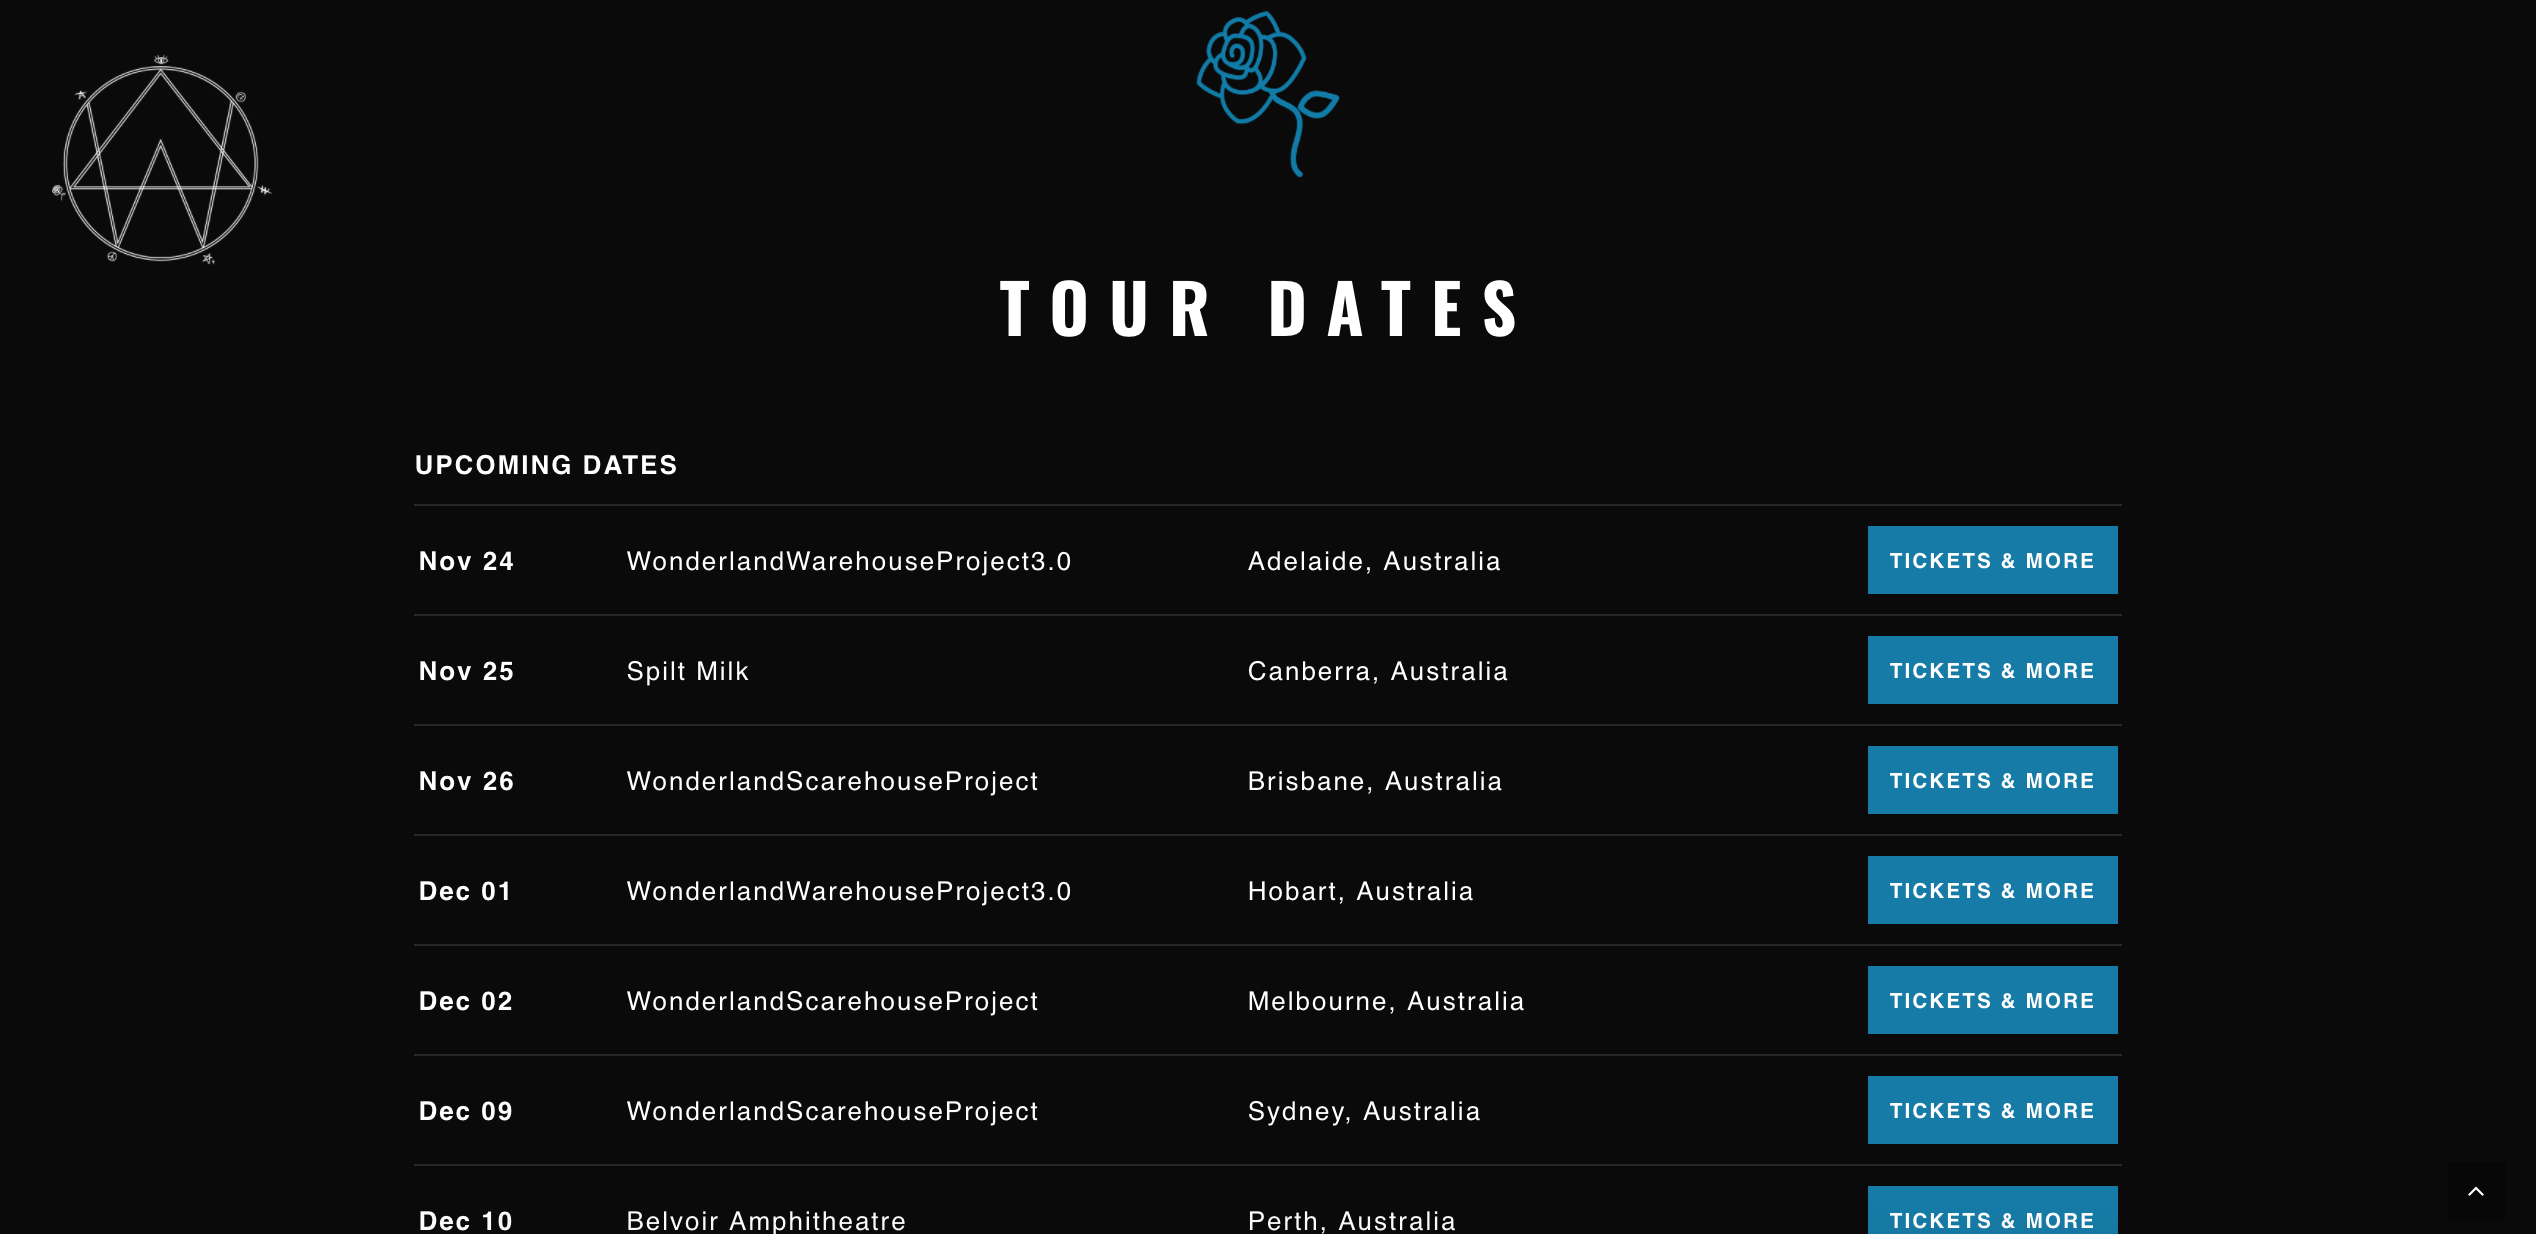 TOUR DATES
UPCOMING DATES
Nov 24 WonderlandWarehouseProject3.0 Adelaide, Australia TICKETS & MORE
Nov 25 Spilt Milk Canberra, Australia TICKETS & MORE
Nov 26 WonderlandScarehouseProject Brisbane, Australia TICKETS & MORE
Dec 01 WonderlandWarehouseProject3.0 Hobart, Australia TICKETS & MORE
Dec 02 WonderlandScarehouseProject Melbourne, Australia TICKETS & MORE
Dec 09 WonderlandScarehouseProject Sydney, Australia TICKETS & MORE
Dec 10 Belvoir Amphitheatre Perth, Australia TICKETS & MORE